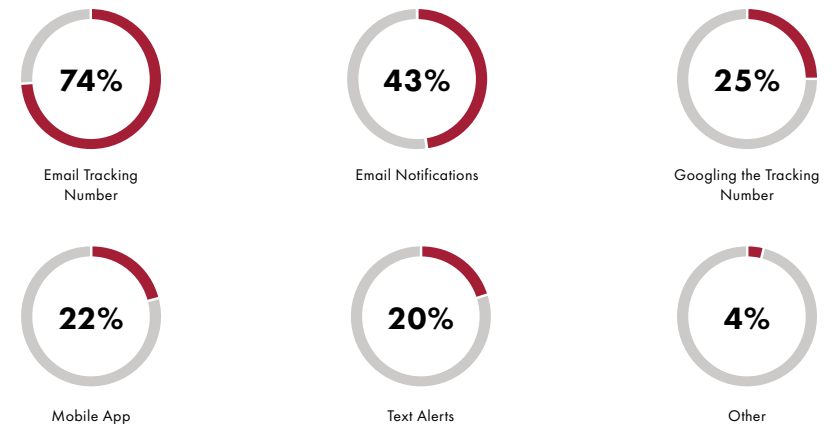 74%
43%
25%
Email Tracking
Number
Email Notifications
Googling the Tracking
Number
22%
20%
4%
Mobile App
Text Alerts
Other